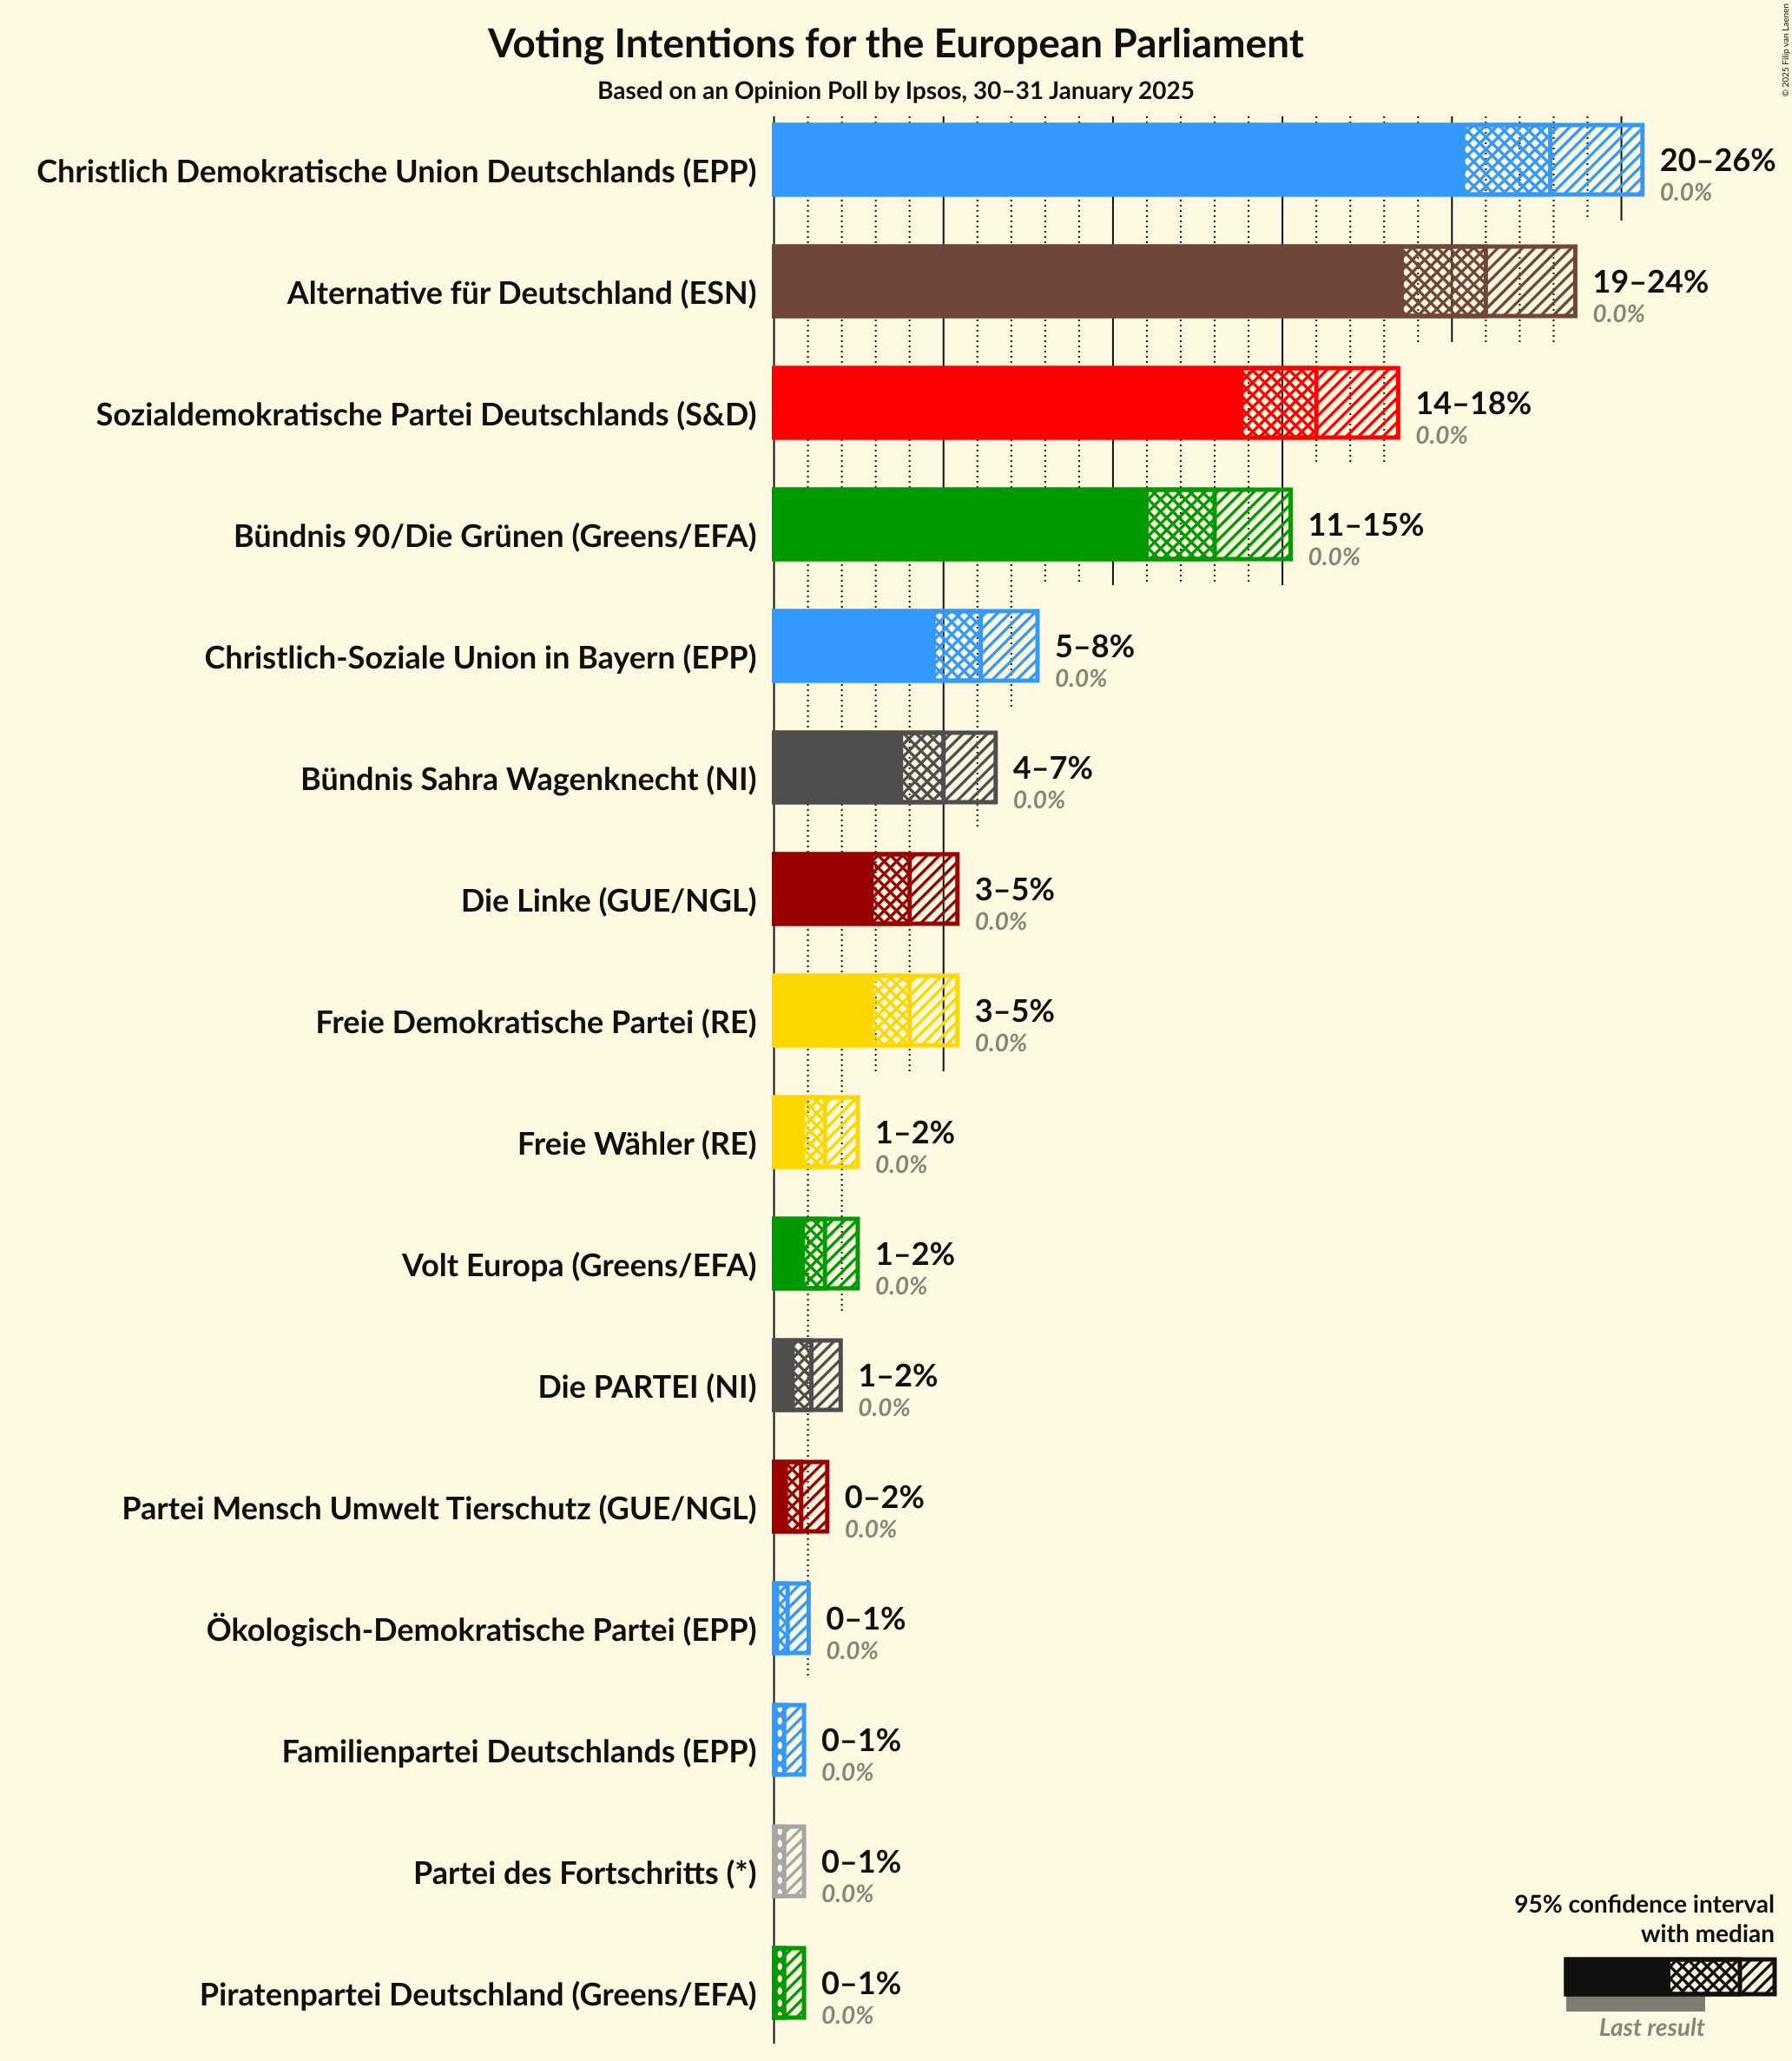 Voting Intentions for the European Parliament
Based on an Opinion Poll by Ipsos, 30–31 January 2025
© 2025 Filip van Laenen
Christlich Demokratische Union Deutschlands (EPP)
20–26%
0.0%
Alternative für Deutschland (ESN)
19–24%
0.0%
Sozialdemokratische Partei Deutschlands (S&D)
14–18%
0.0%
Bündnis 90/Die Grünen (Greens/EFA)
11–15%
0.0%
Christlich-Soziale Union in Bayern (EPP)
5–8%
0.0%
Bündnis Sahra Wagenknecht (NI)
4–7%
0.0%
Die Linke (GUE/NGL)
3–5%
0.0%
Freie Demokratische Partei (RE)
3–5%
0.0%
Freie Wähler (RE)
1–2%
0.0%
Volt Europa (Greens/EFA)
1–2%
0.0%
Die PARTEI (NI)
1–2%
0.0%
Partei Mensch Umwelt Tierschutz (GUE/NGL)
0–2%
0.0%
Ökologisch-Demokratische Partei (EPP)
0–1%
0.0%
Familienpartei Deutschlands (EPP)
0–1%
0.0%
Partei des Fortschritts (*)
0–1%
0.0%
Piratenpartei Deutschland (Greens/EFA)
0–1%
0.0%
95% confidence interval
with median
Last result